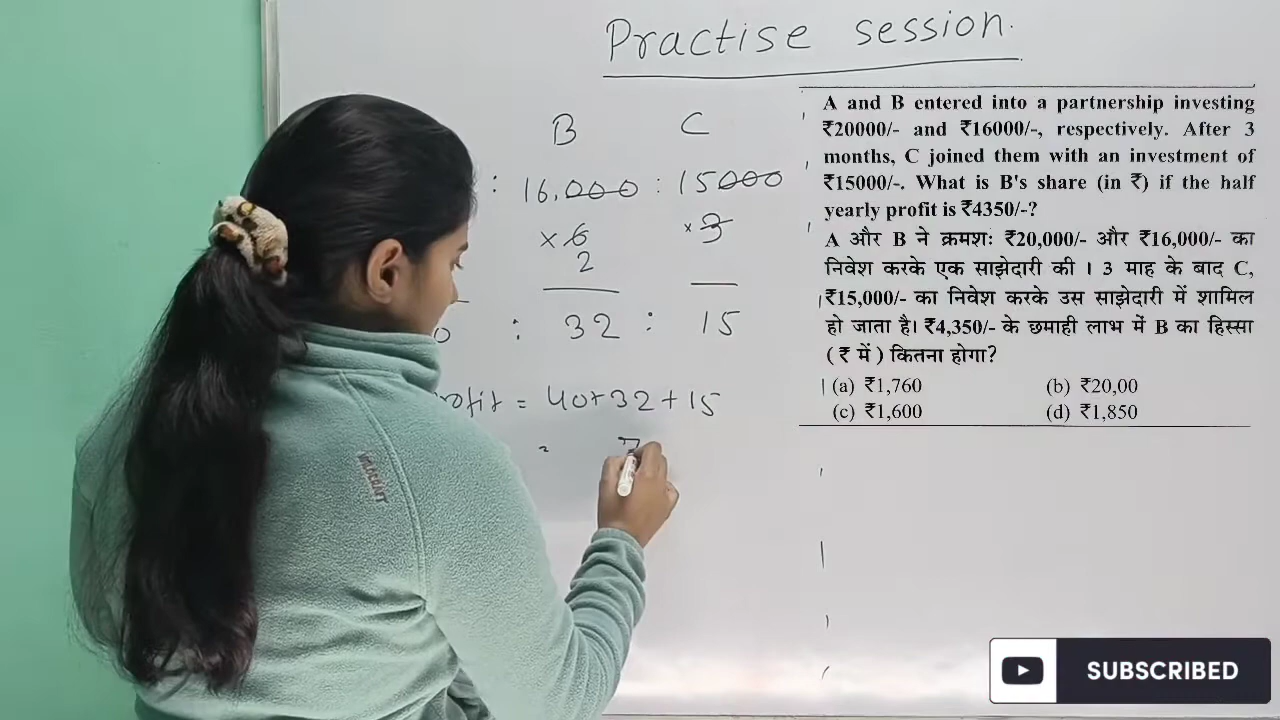 Practise session.
B C
: 16,000 : 15000
× 6 × 3
2
0 : 32 : 15
rofit = 40+32+15
= 7
A and B entered into a partnership investing
₹20000/- and ₹16000/-, respectively. After 3
months, C joined them with an investment of
₹15000/-. What is B's share (in ₹) if the half
yearly profit is ₹4350/-?
A और B ने क्रमशः ₹20,000/- और ₹16,000/- का
निवेश करके एक साझेदारी की । 3 माह के बाद C,
₹15,000/- का निवेश करके उस साझेदारी में शामिल
हो जाता है। ₹4,350/- के छमाही लाभ में B का हिस्सा
( ₹ में ) कितना होगा?
(a) ₹1,760 (b) ₹20,00
(c) ₹1,600 (d) ₹1,850
SUBSCRIBED